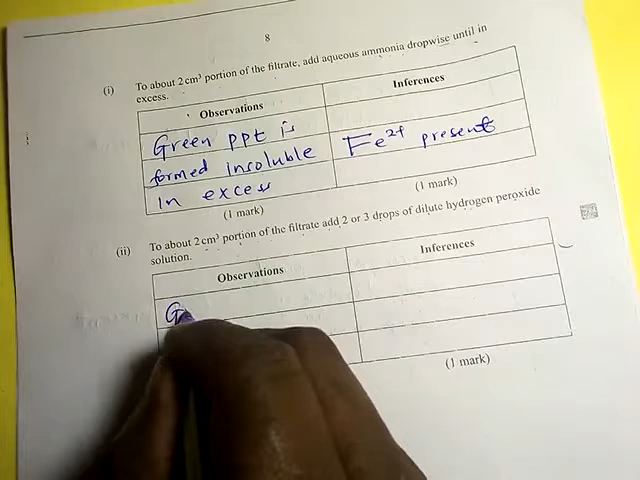 8
(i) To about 2 cm³ portion of the filtrate, add aqueous ammonia dropwise until in
excess.
Observations Inferences
Green ppt is
formed insoluble
in excess
Fe²⁺ present
(1 mark) (1 mark)
(ii) To about 2 cm³ portion of the filtrate add 2 or 3 drops of dilute hydrogen peroxide
solution.
Observations Inferences
G
(1 mark)